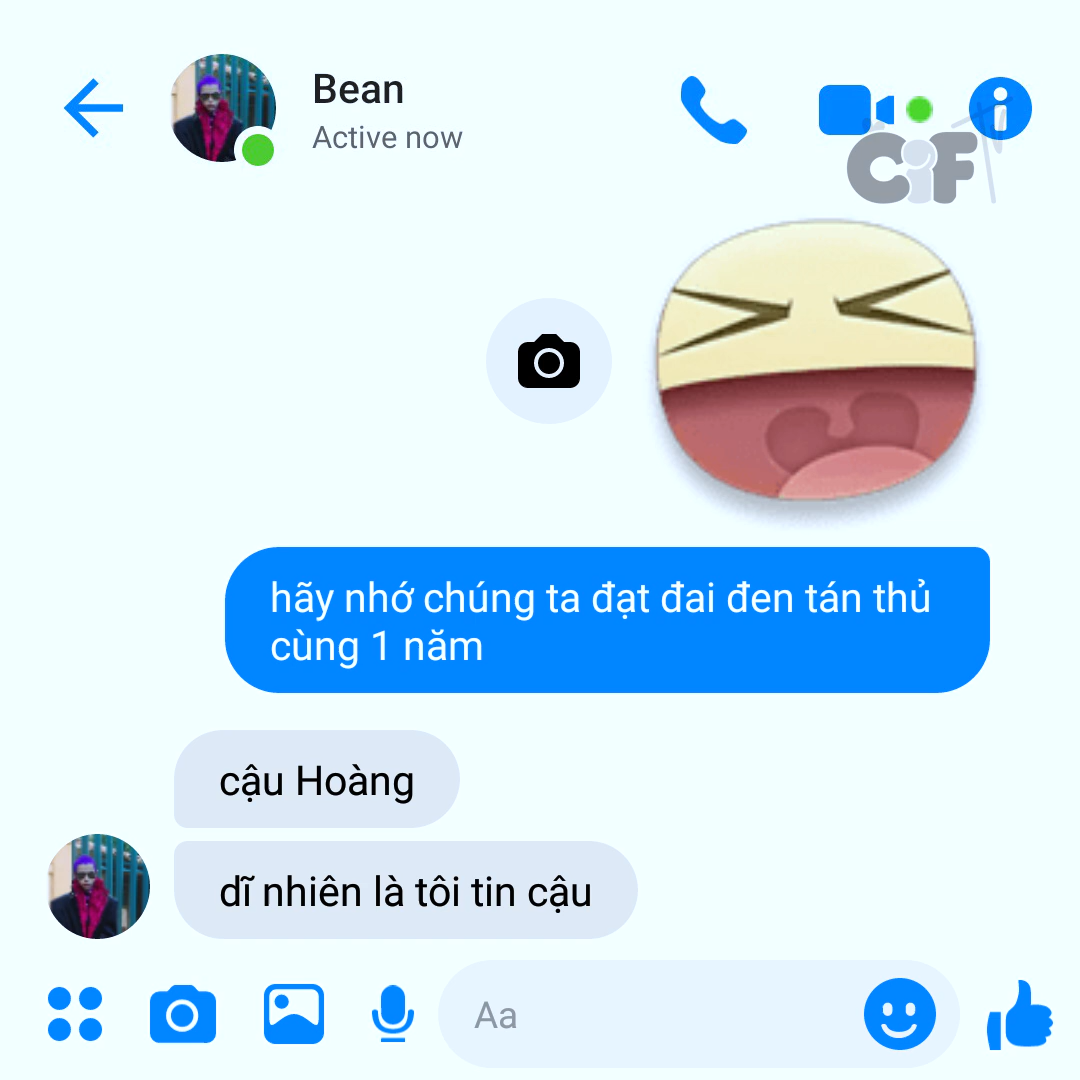 Bean
Active now
CiF
hãy nhớ chúng ta đạt đai đen tán thủ
cùng 1 năm
cậu Hoàng
dĩ nhiên là tôi tin cậu
Aa